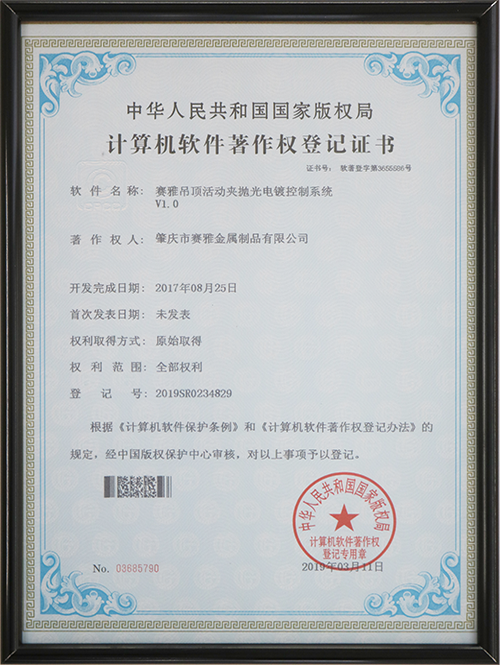 中华人民共和国国家版权局
计算机软件著作权登记证书
证书号: 软著登字第3655586号
软件名称: 赛雅吊顶活动夹抛光电镀控制系统
V1.0
著作权人: 肇庆市赛雅金属制品有限公司
开发完成日期: 2017年08月25日
首次发表日期: 未发表
权利取得方式: 原始取得
权利范围: 全部权利
登记号: 2019SR0234829
根据《计算机软件保护条例》和《计算机软件著作权登记办法》的
规定，经中国版权保护中心审核，对以上事项予以登记。
中华人民共和国国家版权局
计算机软件著作权
登记专用章
2019年03月11日
No. 03685790